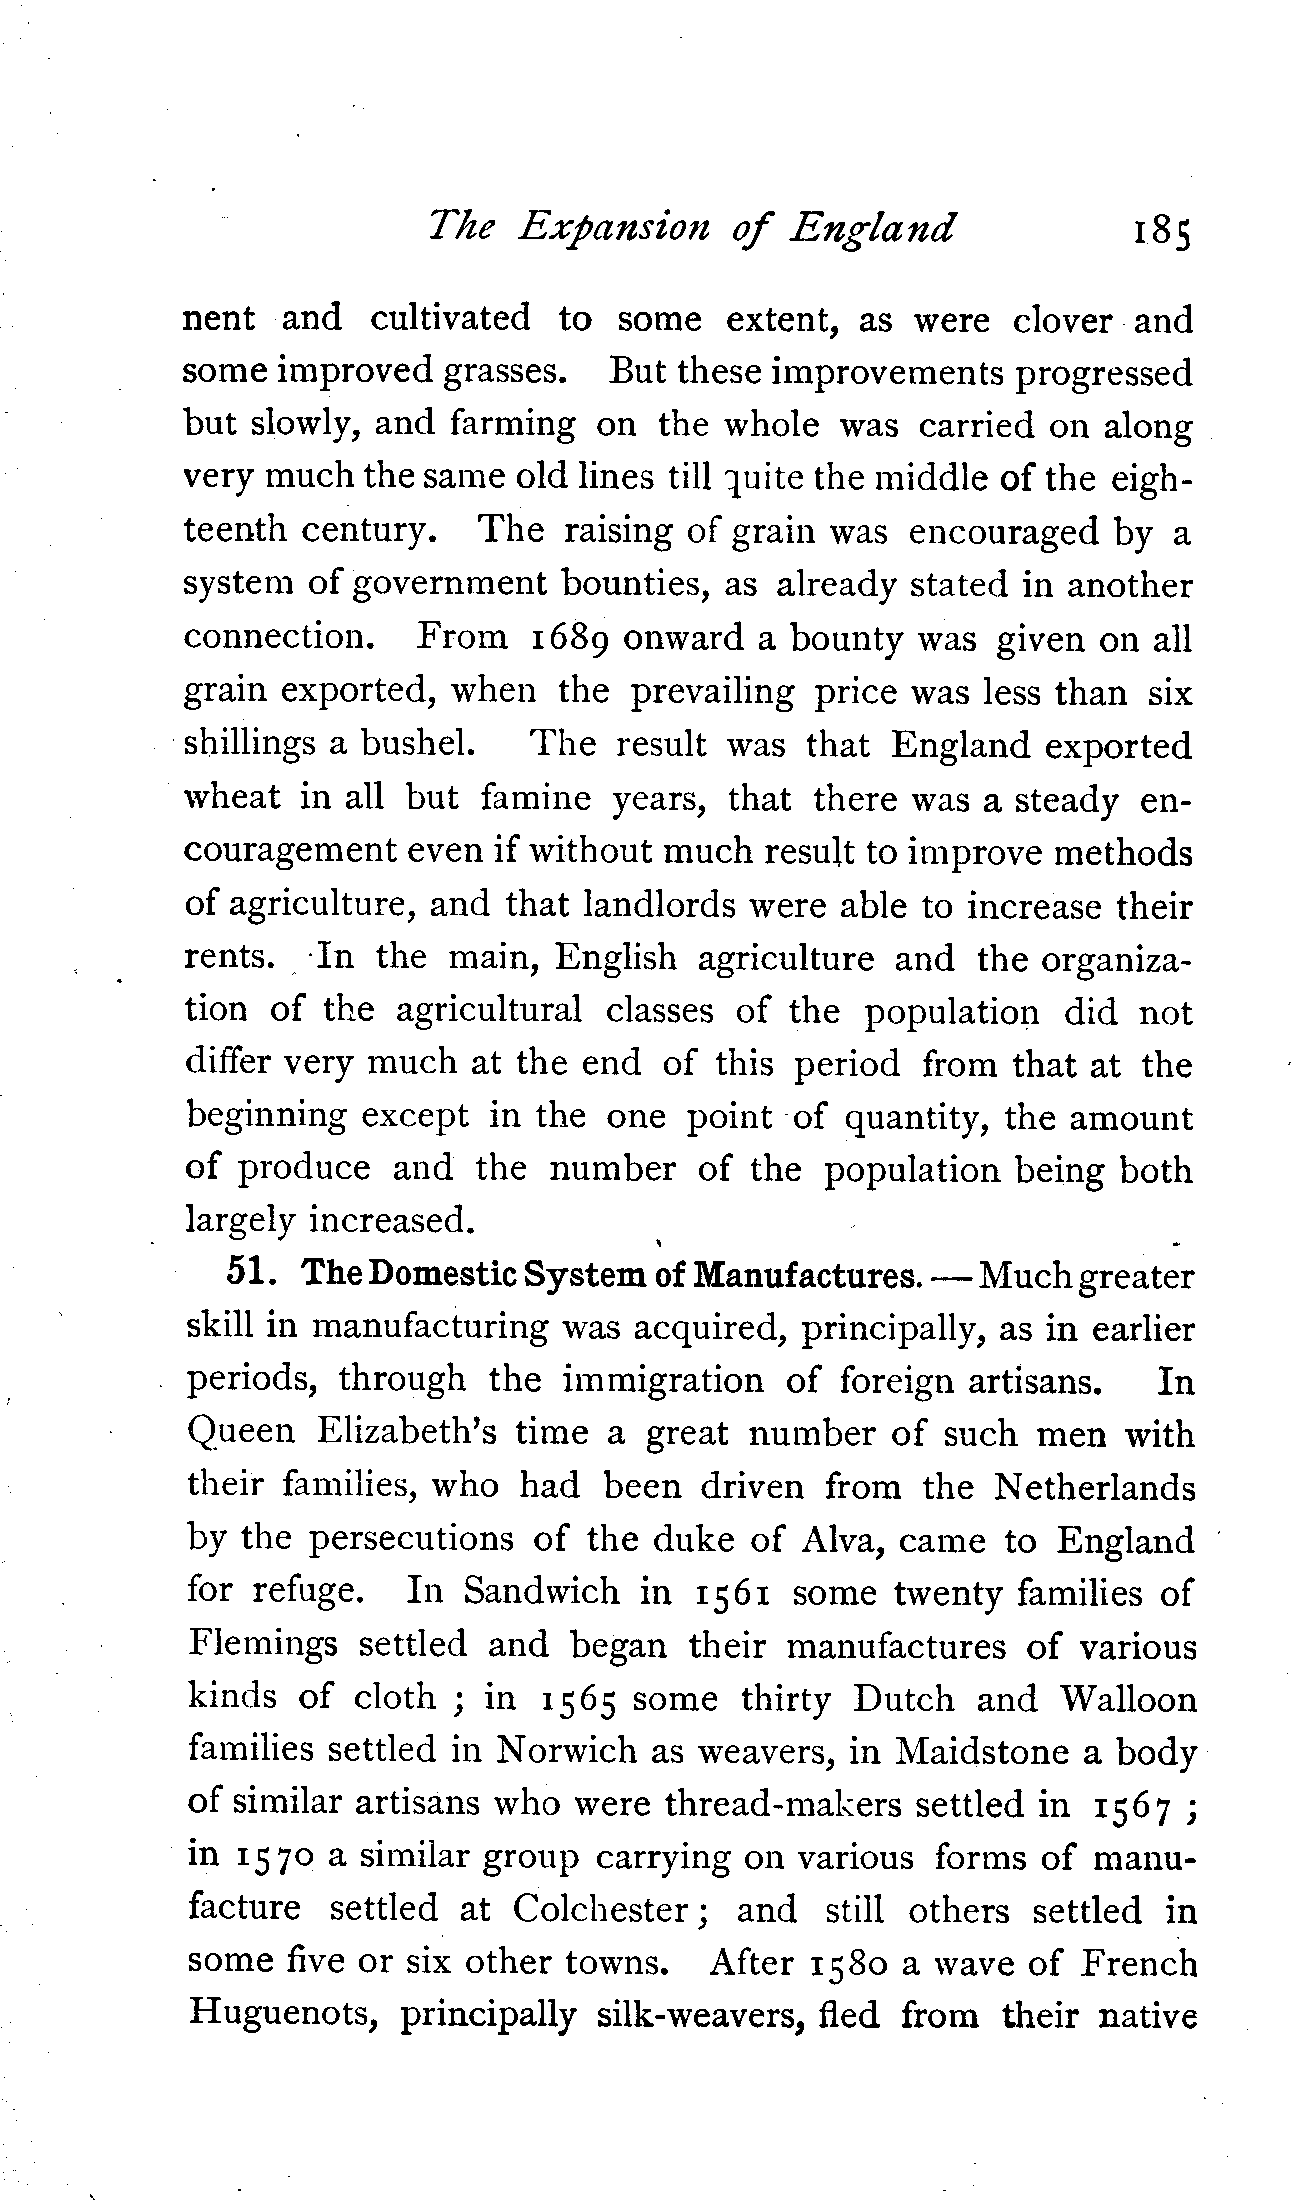 The Expansion of England 185
nent and cultivated to some extent, as were clover and
some improved grasses. But these improvements progressed
but slowly, and farming on the whole was carried on along
very much the same old lines till quite the middle of the eigh-
teenth century. The raising of grain was encouraged by a
system of government bounties, as already stated in another
connection. From 1689 onward a bounty was given on all
grain exported, when the prevailing price was less than six
shillings a bushel. The result was that England exported
wheat in all but famine years, that there was a steady en-
couragement even if without much result to improve methods
of agriculture, and that landlords were able to increase their
rents. In the main, English agriculture and the organiza-
tion of the agricultural classes of the population did not
differ very much at the end of this period from that at the
beginning except in the one point of quantity, the amount
of produce and the number of the population being both
largely increased.
51. The Domestic System of Manufactures. — Much greater
skill in manufacturing was acquired, principally, as in earlier
periods, through the immigration of foreign artisans. In
Queen Elizabeth's time a great number of such men with
their families, who had been driven from the Netherlands
by the persecutions of the duke of Alva, came to England
for refuge. In Sandwich in 1561 some twenty families of
Flemings settled and began their manufactures of various
kinds of cloth ; in 1565 some thirty Dutch and Walloon
families settled in Norwich as weavers, in Maidstone a body
of similar artisans who were thread-makers settled in 1567 ;
in 1570 a similar group carrying on various forms of manu-
facture settled at Colchester ; and still others settled in
some five or six other towns. After 1580 a wave of French
Huguenots, principally silk-weavers, fled from their native